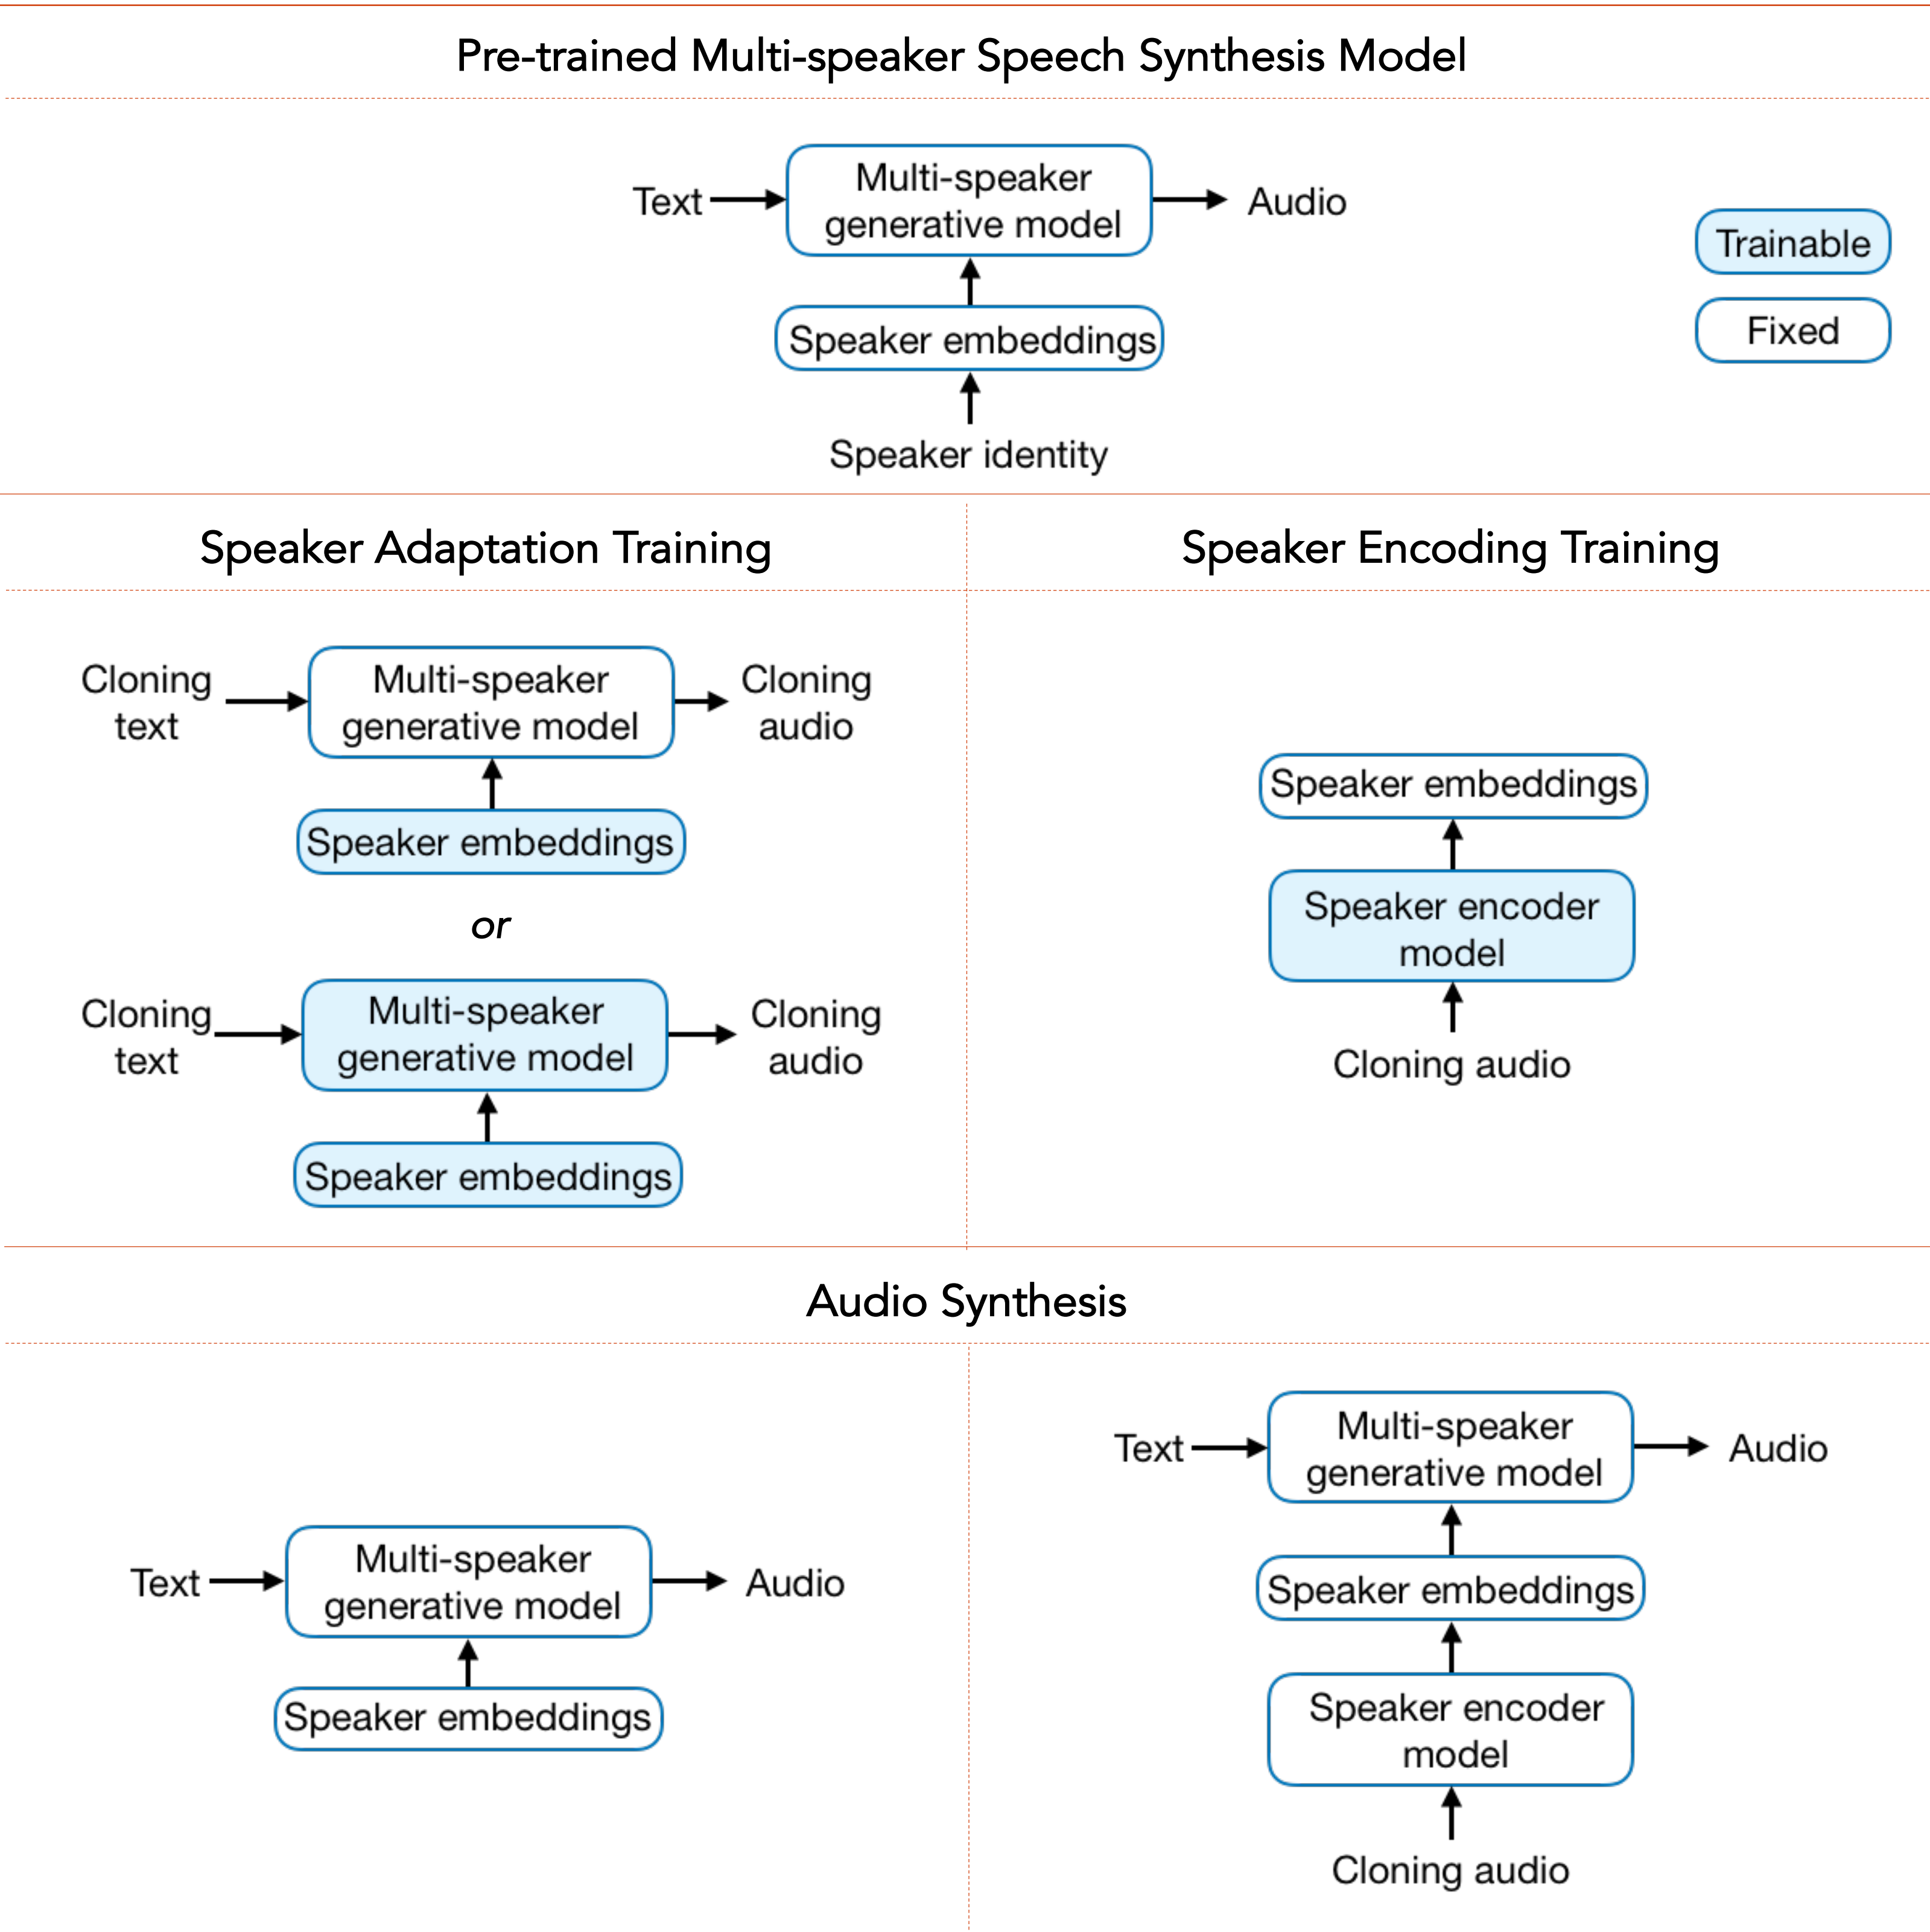 Pre-trained Multi-speaker Speech Synthesis Model
Text
Multi-speaker
generative model
Audio
Speaker embeddings
Speaker identity
Trainable
Fixed
Speaker Adaptation Training
Cloning
text
Multi-speaker
generative model
Cloning
audio
Speaker embeddings
or
Cloning
text
Multi-speaker
generative model
Cloning
audio
Speaker embeddings
Speaker Encoding Training
Speaker embeddings
Speaker encoder
model
Cloning audio
Audio Synthesis
Text
Multi-speaker
generative model
Audio
Speaker embeddings
Text
Multi-speaker
generative model
Audio
Speaker embeddings
Speaker encoder
model
Cloning audio